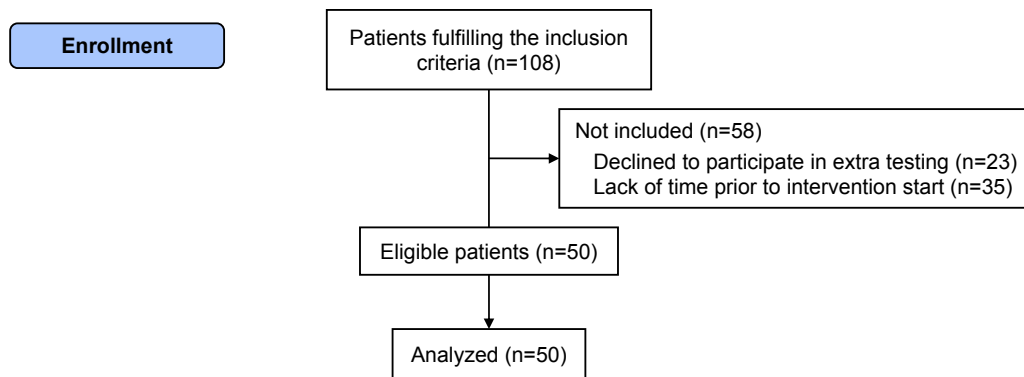 Enrollment
Patients fulfilling the inclusion
criteria (n=108)
Not included (n=58)
Declined to participate in extra testing (n=23)
Lack of time prior to intervention start (n=35)
Eligible patients (n=50)
Analyzed (n=50)